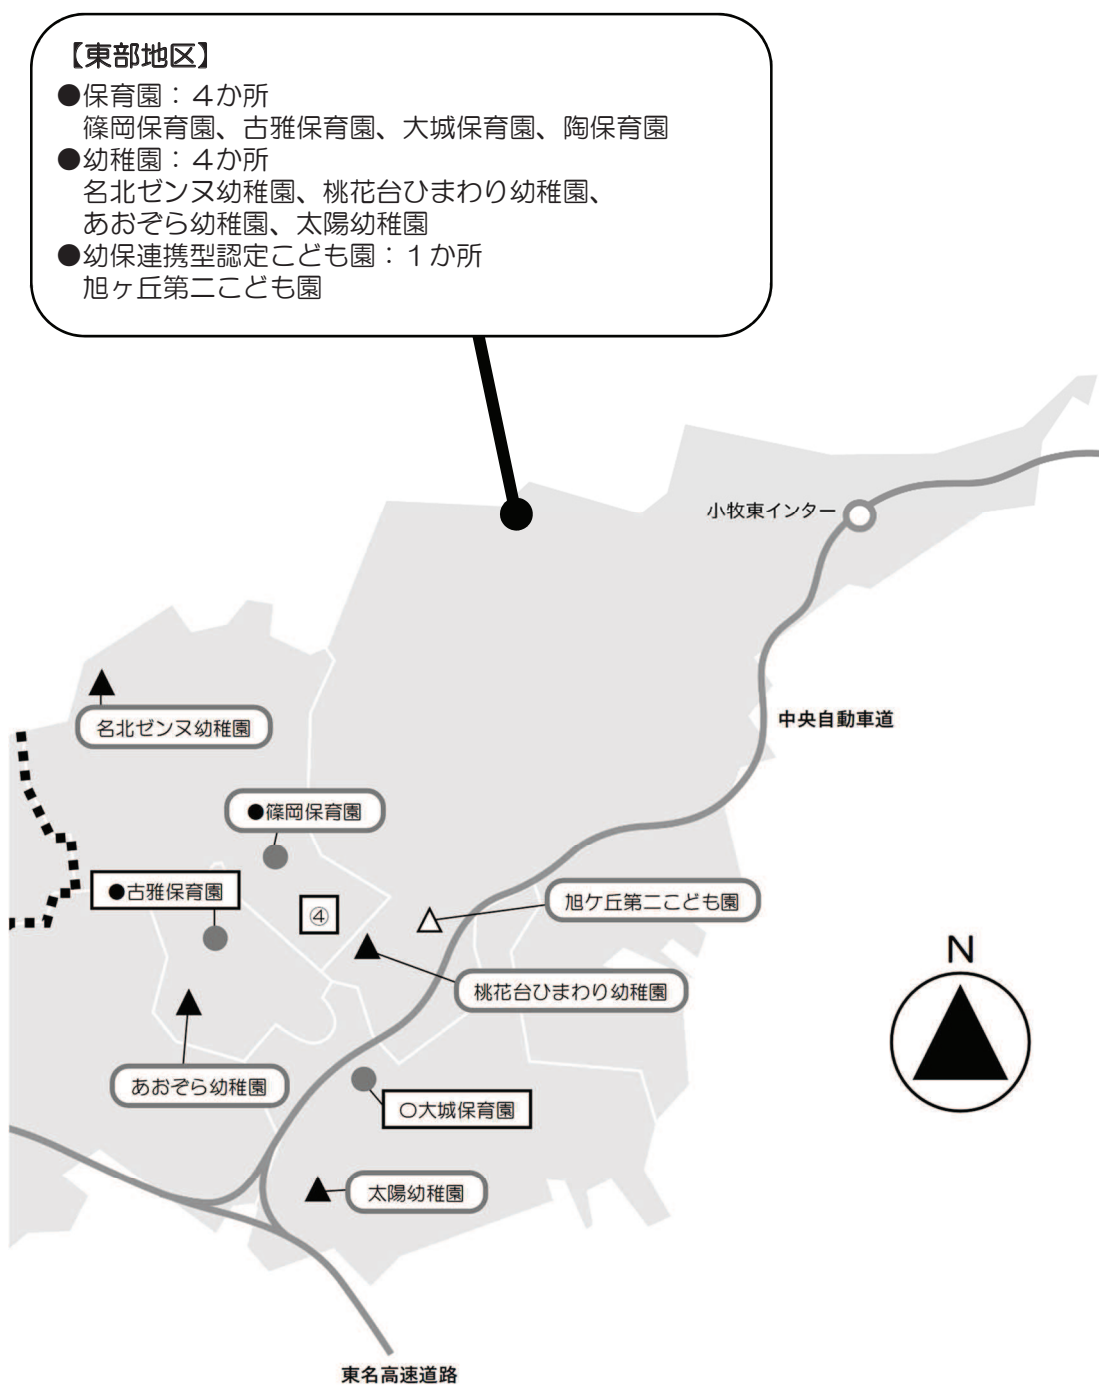 【東部地区】
●保育園：４か所
篠岡保育園、古雅保育園、大城保育園、陶保育園
●幼稚園：４か所
名北ゼンヌ幼稚園、桃花台ひまわり幼稚園、
あおぞら幼稚園、太陽幼稚園
●幼保連携型認定こども園：１か所
旭ヶ丘第二こども園
小牧東インター
中央自動車道
名北ゼンヌ幼稚園
●篠岡保育園
●古雅保育園
④
旭ケ丘第二こども園
桃花台ひまわり幼稚園
N
あおぞら幼稚園
〇大城保育園
太陽幼稚園
東名高速道路